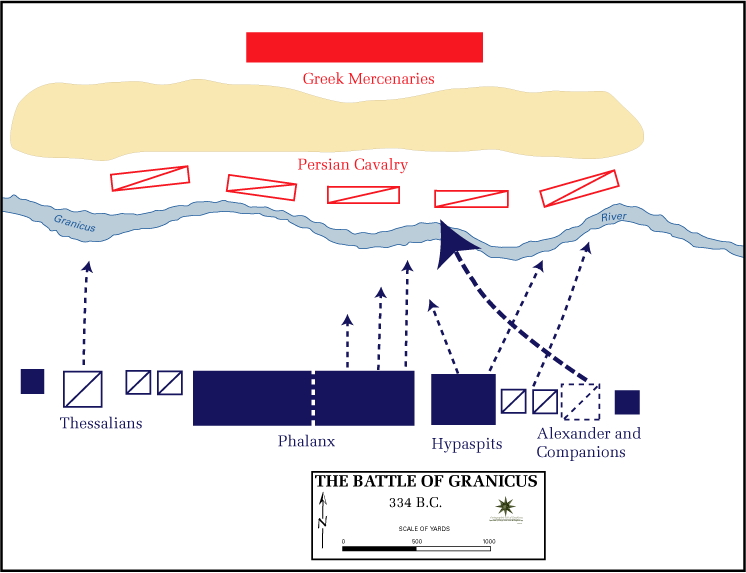 Greek Mercenaries
Persian Cavalry
Granicus
River
Thessalians
Phalanx
Hypaspits
Alexander and
Companions
THE BATTLE OF GRANICUS
334 B.C.
N
SCALE OF YARDS
0 500 1000